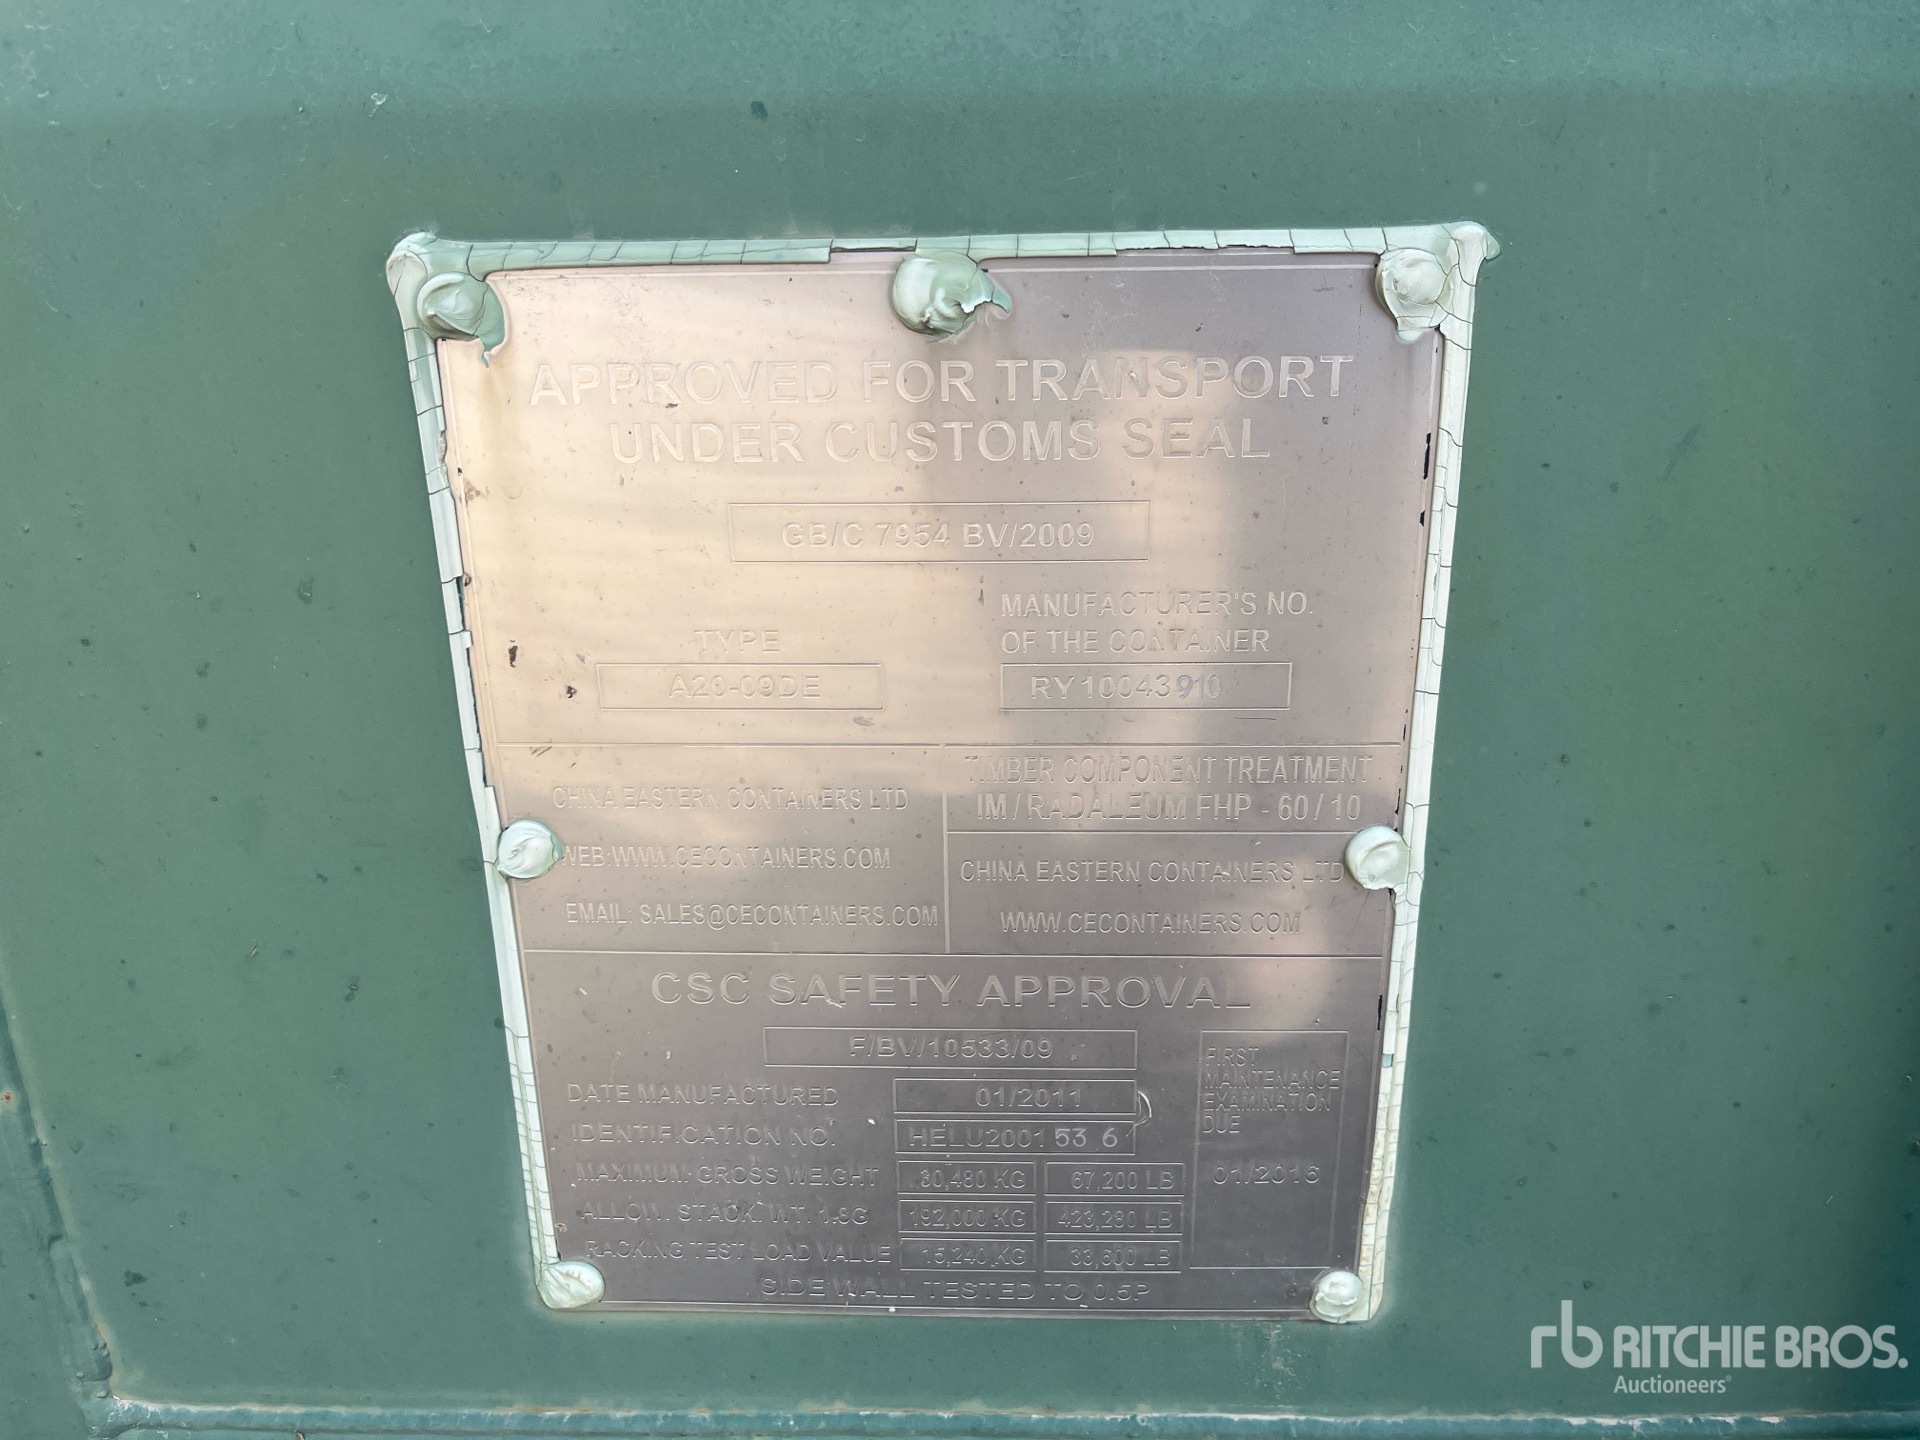 APPROVED FOR TRANSPORT
UNDER CUSTOMS SEAL
GB/C 7954 BV/2009
TYPE
A20-09DE
MANUFACTURER'S NO.
OF THE CONTAINER
RY10043910
CHINA EASTERN CONTAINERS LTD
WEB:WWW.CECONTAINERS.COM
EMAIL: SALES@CECONTAINERS.COM
TIMBER COMPONENT TREATMENT
IM / RADALEUM FHP - 60 / 10
CHINA EASTERN CONTAINERS LTD
WWW.CECONTAINERS.COM
CSC SAFETY APPROVAL
F/BV/10533/09
DATE MANUFACTURED 01/2011
IDENTIFICATION NO. HELU2001 53 6
MAXIMUM GROSS WEIGHT 30,480 KG 67,200 LB
ALLOW. STACK. WT. 1.8G 192,000 KG 423,280 LB
RACKING TEST LOAD VALUE 15,240 KG 33,600 LB
SIDE WALL TESTED TO 0.5P
FIRST
MAINTENANCE
EXAMINATION
DUE
01/2016
rb RITCHIE BROS.
Auctioneers